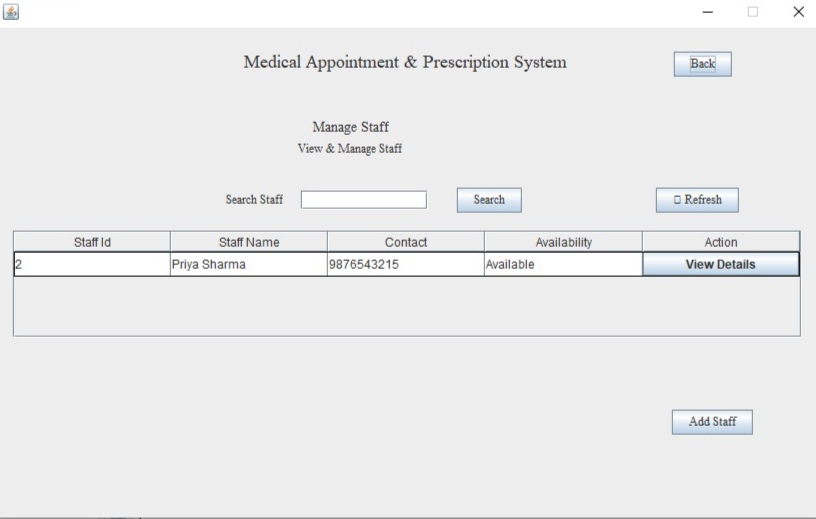 Medical Appointment & Prescription System
Back
Manage Staff
View & Manage Staff
Search Staff Search □ Refresh
Staff Id Staff Name Contact Availability Action
2 Priya Sharma 9876543215 Available View Details
Add Staff